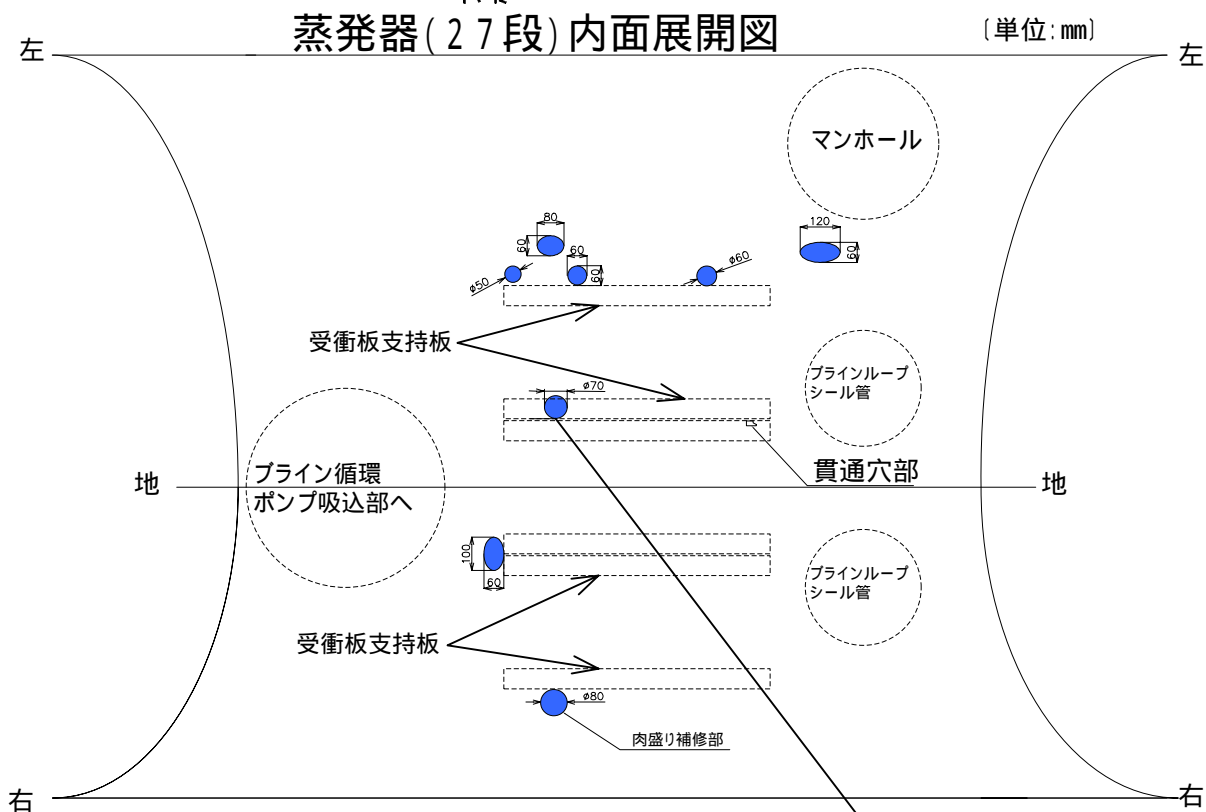 蒸発器(27段)内面展開図
〔単位:mm〕
左
左
マンホール
80
60
60
60
φ50
φ60
120
60
受衝板支持板
φ70
ブラインループ
シール管
貫通穴部
地
地
ブライン循環
ポンプ吸込部へ
100
60
ブラインループ
シール管
受衝板支持板
φ80
肉盛り補修部
右
右